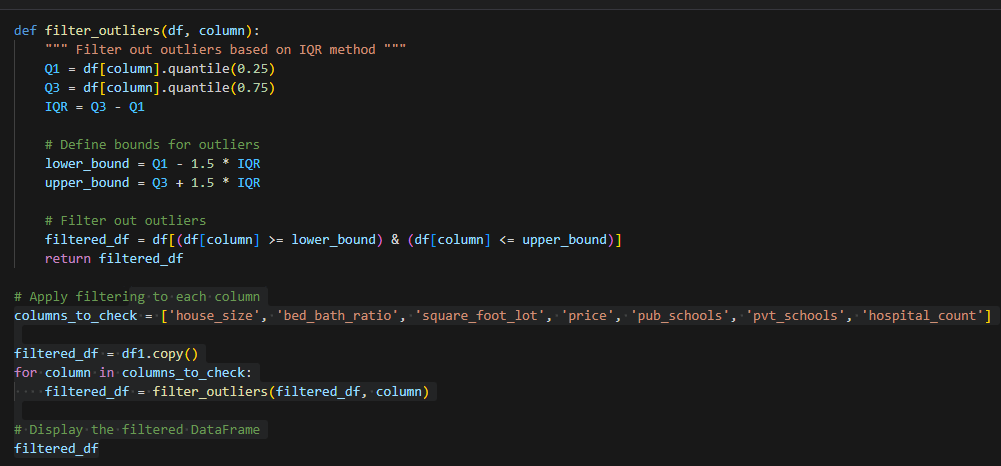 def filter_outliers(df, column):
    """ Filter out outliers based on IQR method """
    Q1 = df[column].quantile(0.25)
    Q3 = df[column].quantile(0.75)
    IQR = Q3 - Q1

    # Define bounds for outliers
    lower_bound = Q1 - 1.5 * IQR
    upper_bound = Q3 + 1.5 * IQR

    # Filter out outliers
    filtered_df = df[(df[column] >= lower_bound) & (df[column] <= upper_bound)]
    return filtered_df

# Apply filtering to each column
columns_to_check = ['house_size', 'bed_bath_ratio', 'square_foot_lot', 'price', 'pub_schools', 'pvt_schools', 'hospital_count']

filtered_df = df1.copy()
for column in columns_to_check:
    filtered_df = filter_outliers(filtered_df, column)

# Display the filtered DataFrame
filtered_df